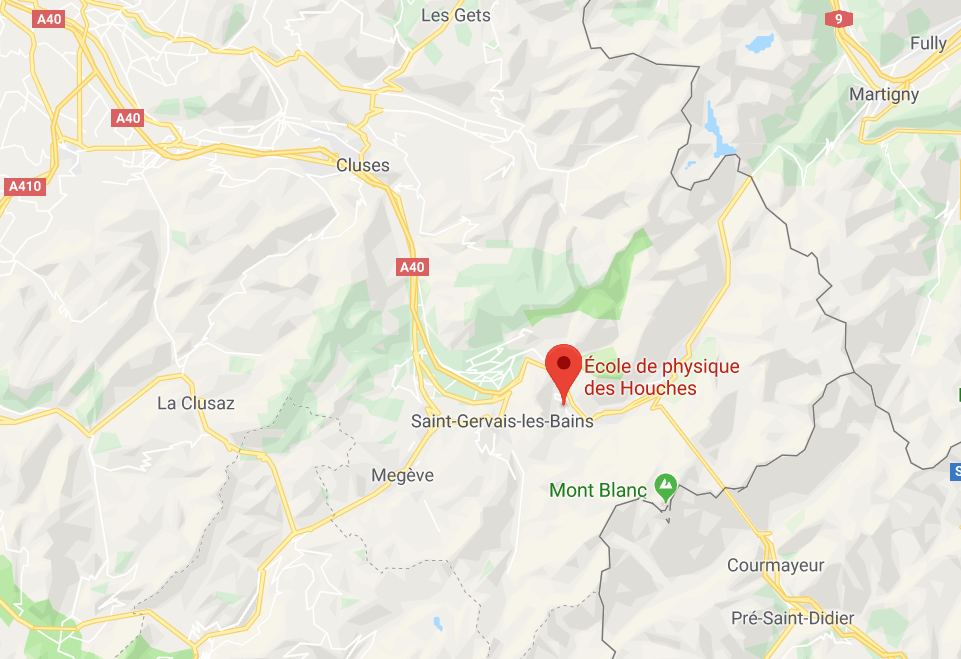 A40
Les Gets
9
Fully
Martigny
A40
Cluses
A410
A40
École de physique
des Houches
La Clusaz
Saint-Gervais-les-Bains
Megève
Mont Blanc
Courmayeur
Pré-Saint-Didier